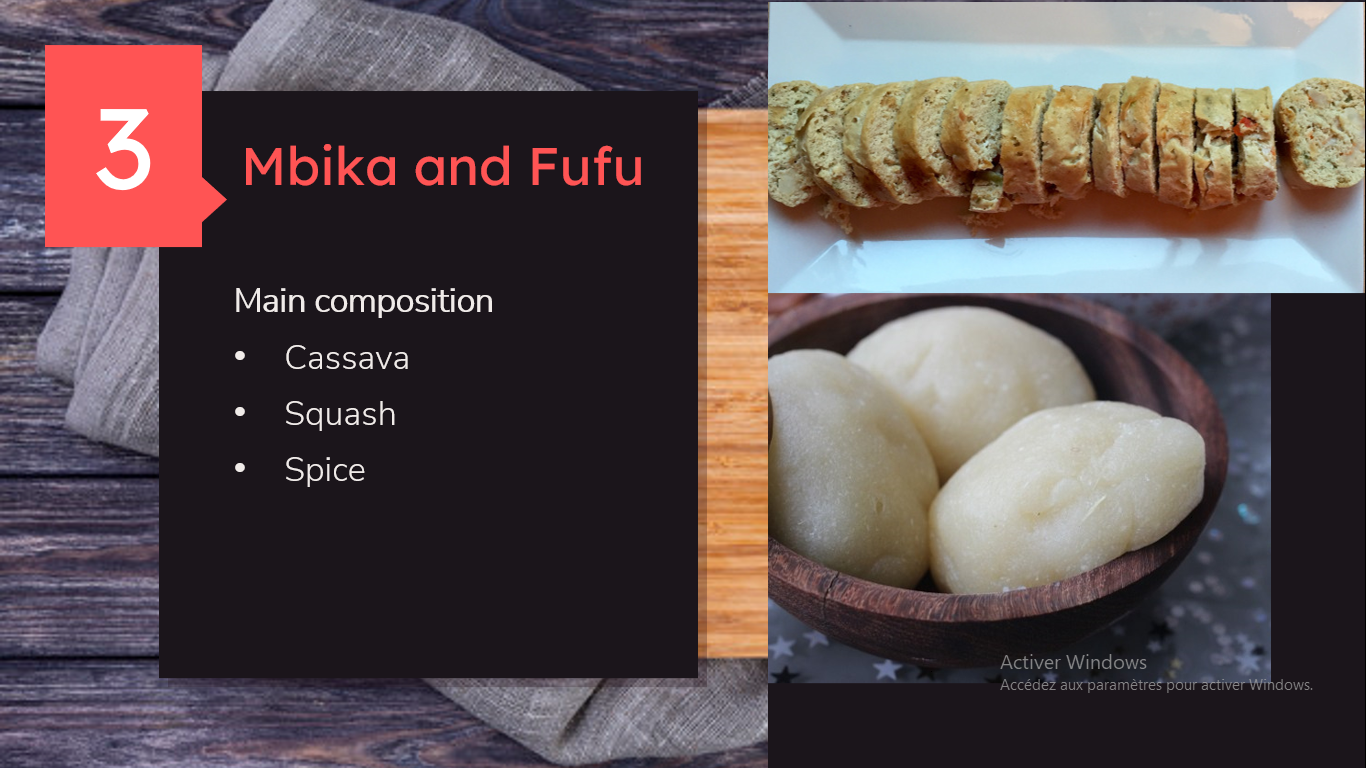 3
Mbika and Fufu
Main composition
• Cassava
• Squash
• Spice
Activer Windows
Accédez aux paramètres pour activer Windows.